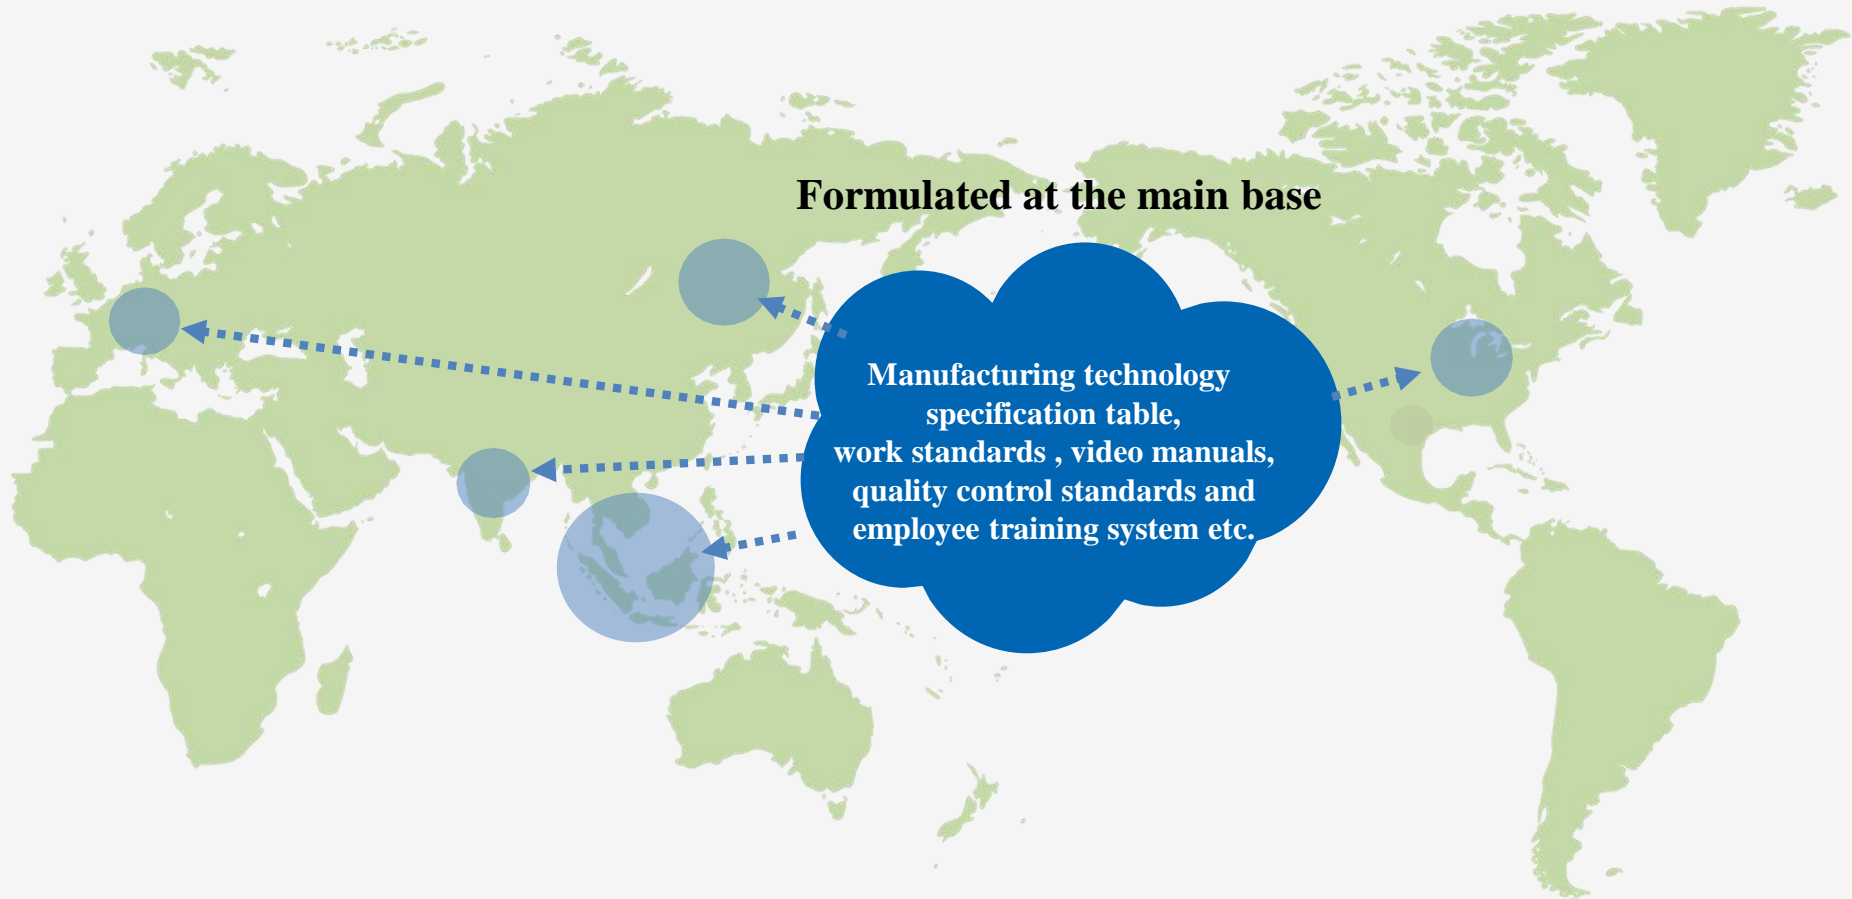 Formulated at the main base
Manufacturing technology
specification table,
work standards , video manuals,
quality control standards and
employee training system etc.